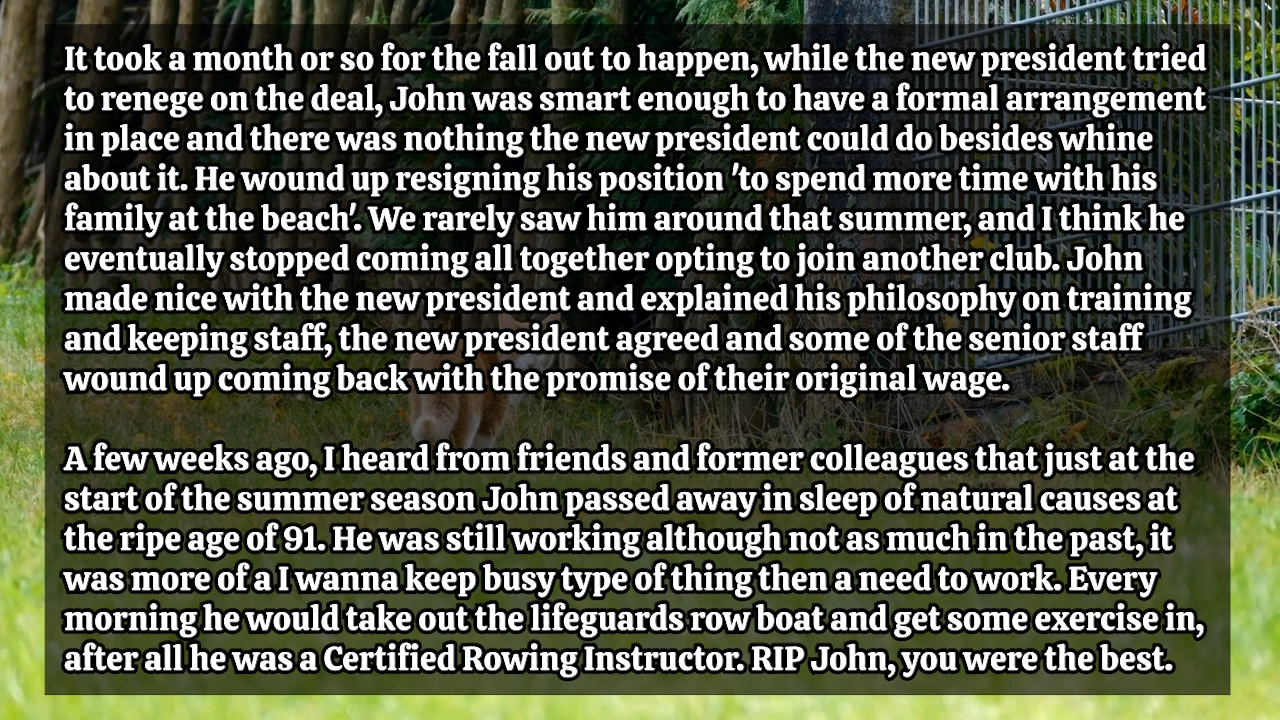 It took a month or so for the fall out to happen, while the new president tried
to renege on the deal, John was smart enough to have a formal arrangement
in place and there was nothing the new president could do besides whine
about it. He wound up resigning his position 'to spend more time with his
family at the beach'. We rarely saw him around that summer, and I think he
eventually stopped coming all together opting to join another club. John
made nice with the new president and explained his philosophy on training
and keeping staff, the new president agreed and some of the senior staff
wound up coming back with the promise of their original wage.
A few weeks ago, I heard from friends and former colleagues that just at the
start of the summer season John passed away in sleep of natural causes at
the ripe age of 91. He was still working although not as much in the past, it
was more of a I wanna keep busy type of thing then a need to work. Every
morning he would take out the lifeguards row boat and get some exercise in,
after all he was a Certified Rowing Instructor. RIP John, you were the best.